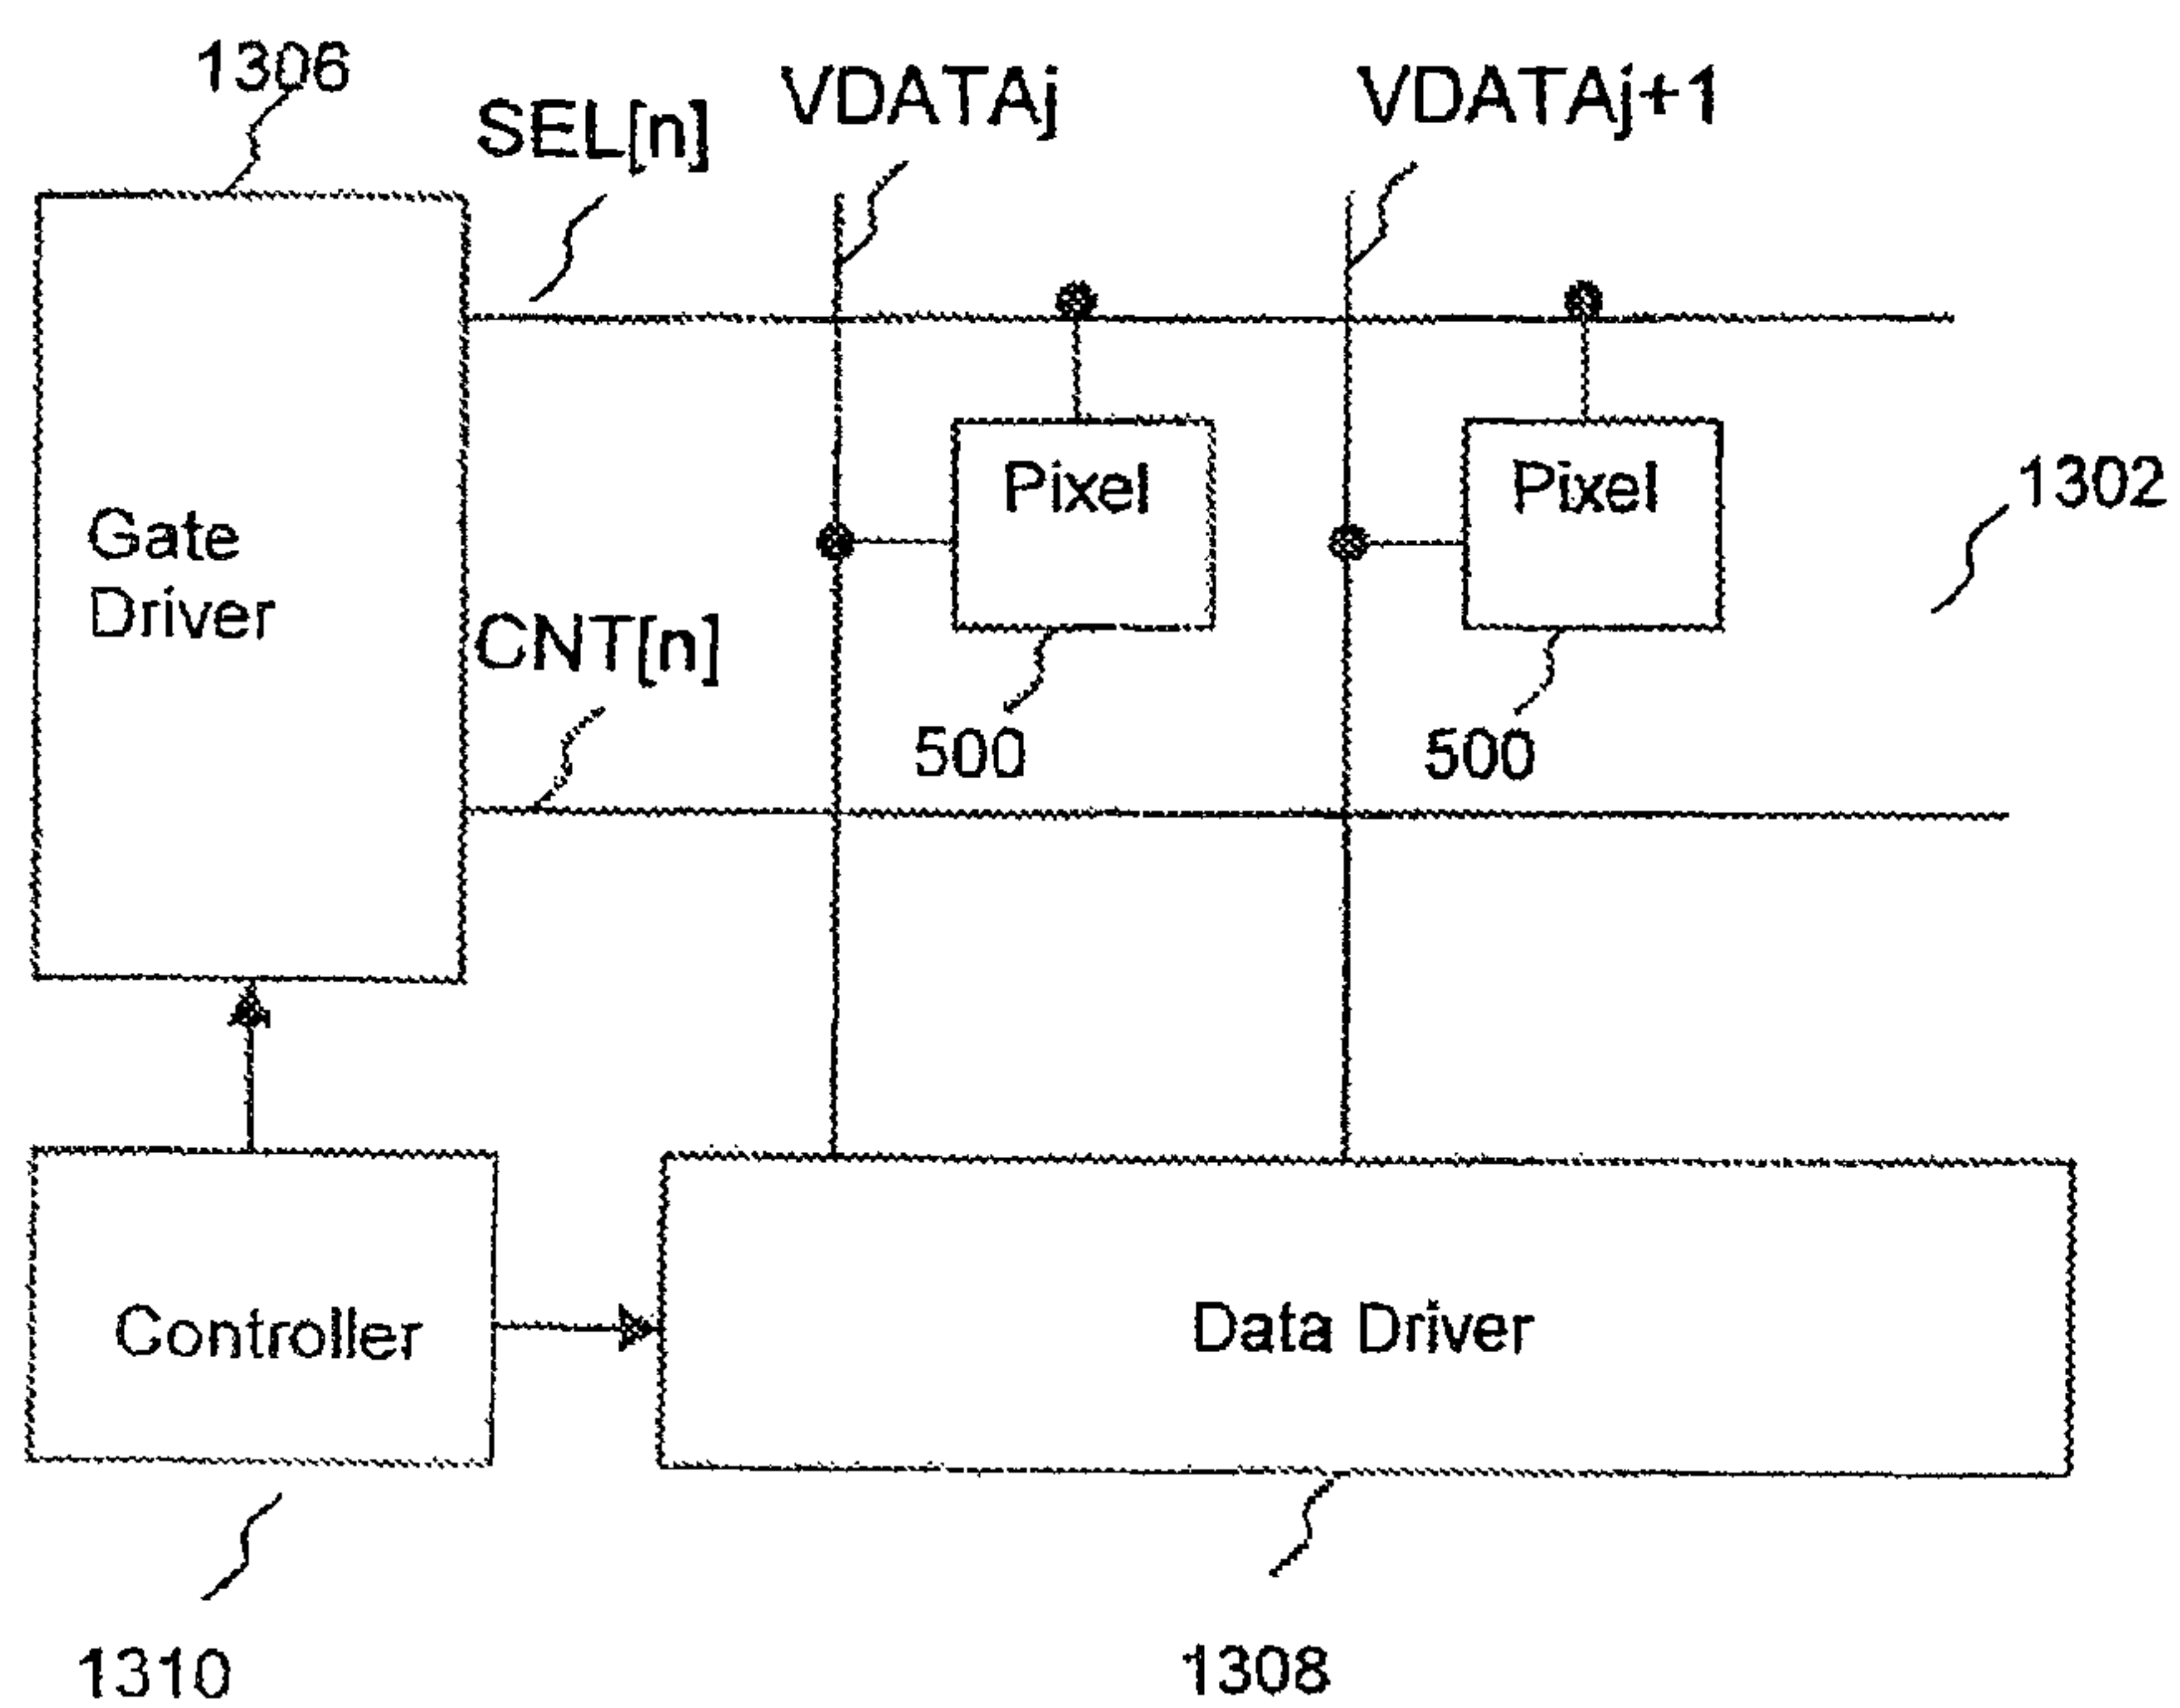 1306
SEL[n]
VDATAj
VDATAj+1
Pixel
Pixel
1302
Gate
Driver
CNT[n]
500
500
Controller
Data Driver
1310
1308